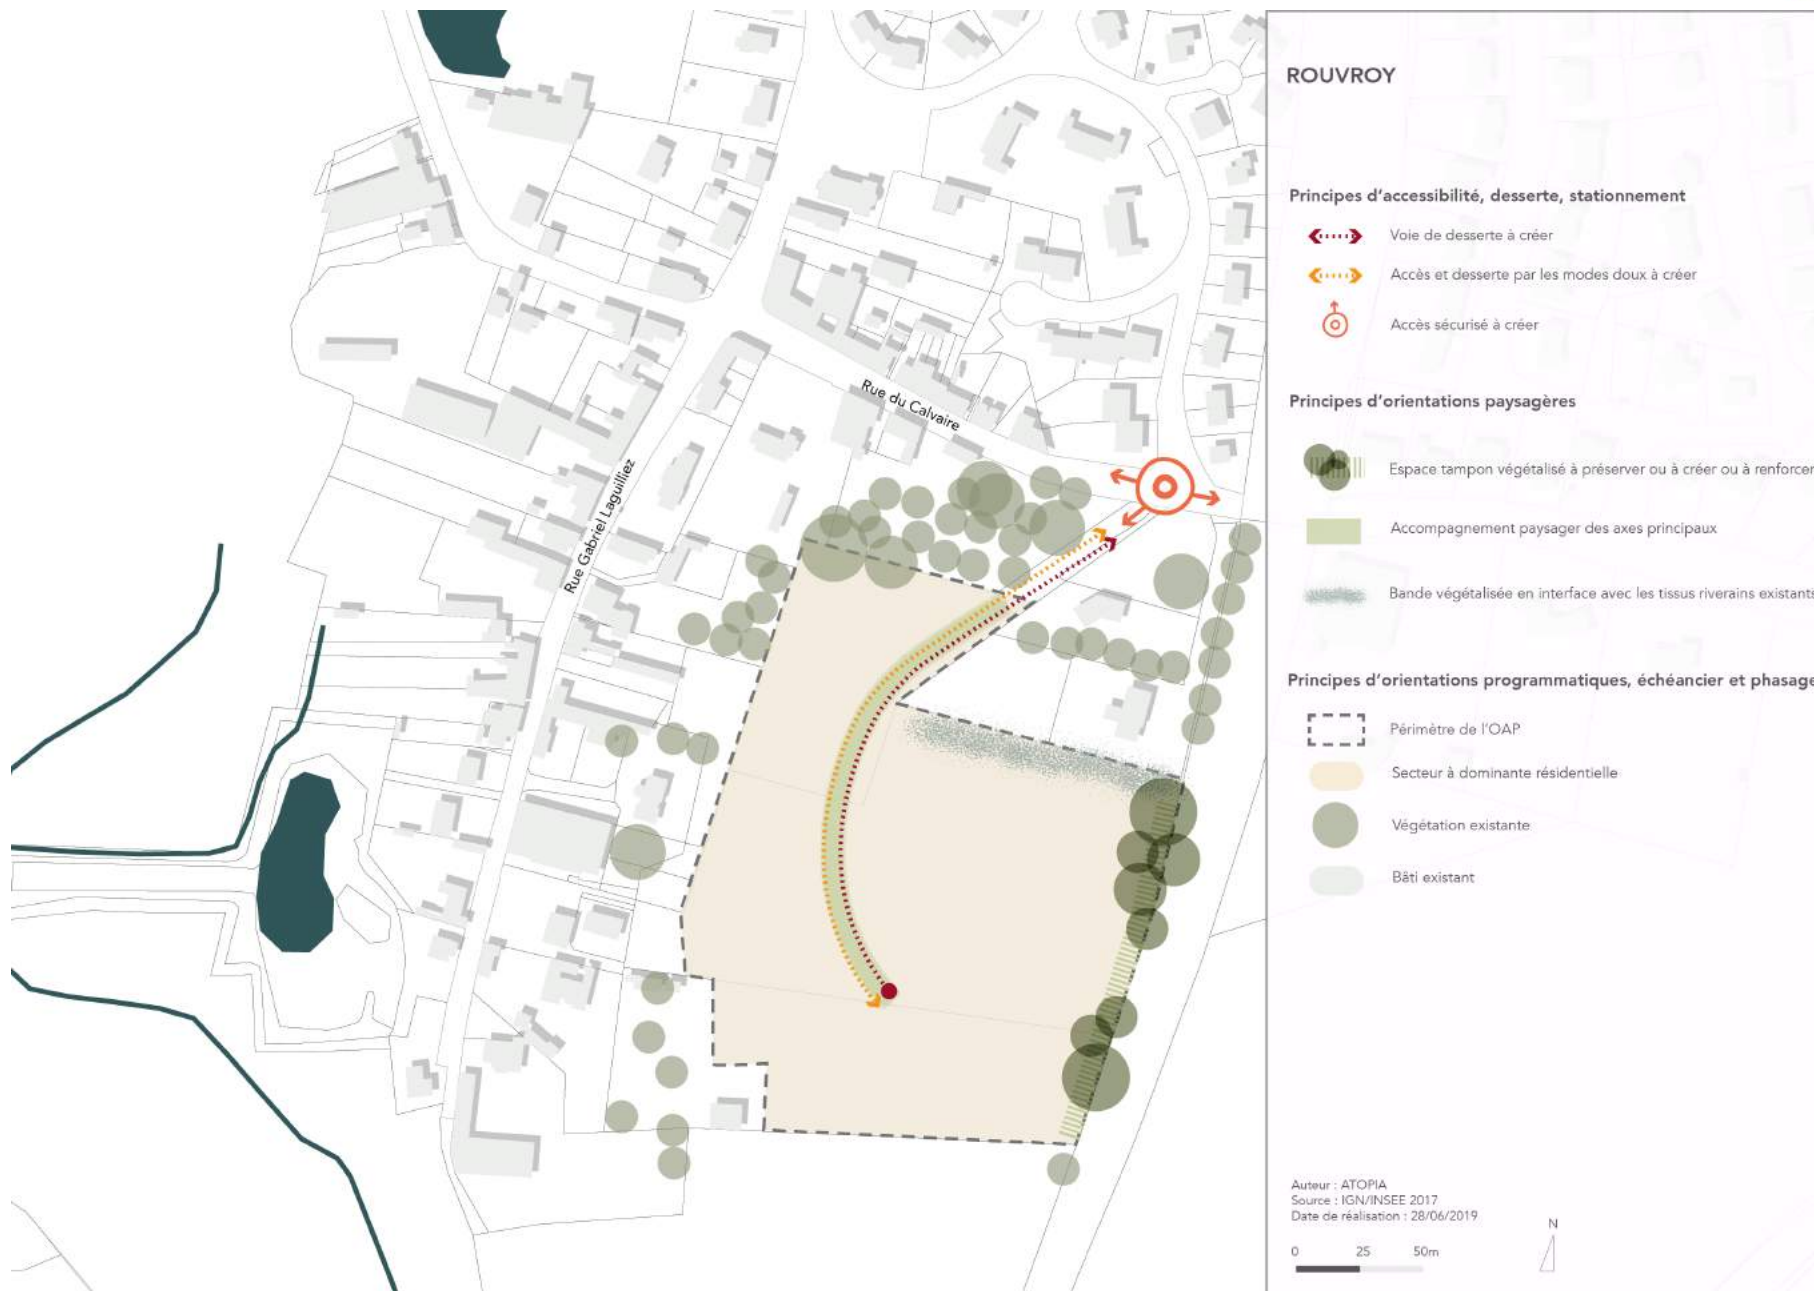 Rue du Calvaire
Rue Gabriel Laguilliez
ROUVROY
Principes d'accessibilité, desserte, stationnement
Voie de desserte à créer
Accès et desserte par les modes doux à créer
Accès sécurisé à créer
Principes d'orientations paysagères
Espace tampon végétalisé à préserver ou à créer ou à renforcer
Accompagnement paysager des axes principaux
Bande végétalisée en interface avec les tissus riverains existants
Principes d'orientations programmatiques, échéancier et phasage
Périmètre de l'OAP
Secteur à dominante résidentielle
Végétation existante
Bâti existant
Auteur : ATOPIA
Source : IGN/INSEE 2017
Date de réalisation : 28/06/2019
N
0 25 50m